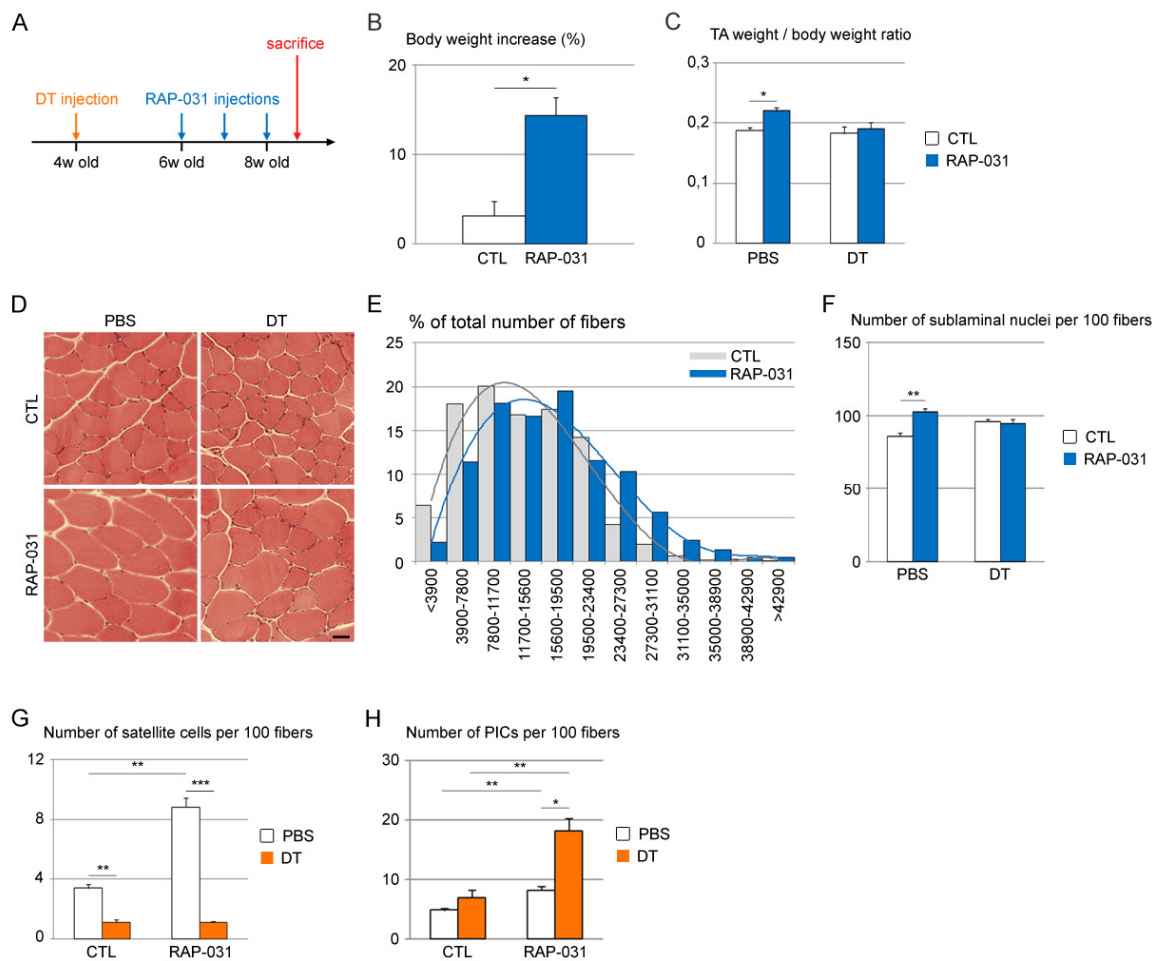 A
sacrifice
DT injection
RAP-031 injections
4w old
6w old
8w old
B
Body weight increase (%)
20
*
10
0
CTL
RAP-031
C
TA weight / body weight ratio
0,3
*
0,2
0,1
0
PBS
DT
CTL
RAP-031
D
PBS
DT
CTL
RAP-031
E
% of total number of fibers
25
20
15
10
5
0
CTL
RAP-031
<3900
3900-7800
7800-11700
11700-15600
15600-19500
19500-23400
23400-27300
27300-31100
31100-35000
35000-38900
38900-42900
>42900
F
Number of sublaminal nuclei per 100 fibers
150
**
100
50
0
PBS
DT
CTL
RAP-031
G
Number of satellite cells per 100 fibers
12
**
***
8
4
**
0
CTL
RAP-031
PBS
DT
H
Number of PICs per 100 fibers
30
**
**
*
20
10
0
CTL
RAP-031
PBS
DT